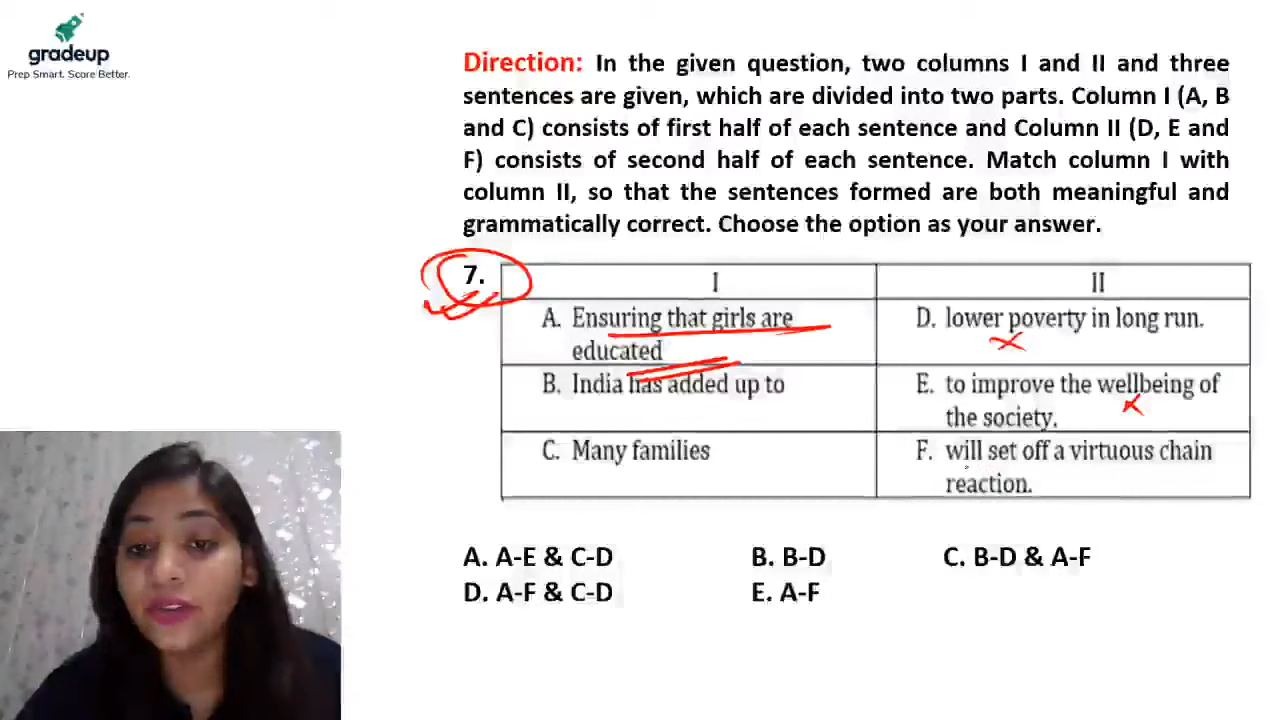 gradeup
Prep Smart. Score Better.
Direction: In the given question, two columns I and II and three
sentences are given, which are divided into two parts. Column I (A, B
and C) consists of first half of each sentence and Column II (D, E and
F) consists of second half of each sentence. Match column I with
column II, so that the sentences formed are both meaningful and
grammatically correct. Choose the option as your answer.
7.
I II
A. Ensuring that girls are D. lower poverty in long run.
educated
B. India has added up to E. to improve the wellbeing of
the society.
C. Many families F. will set off a virtuous chain
reaction.
A. A-E & C-D B. B-D C. B-D & A-F
D. A-F & C-D E. A-F